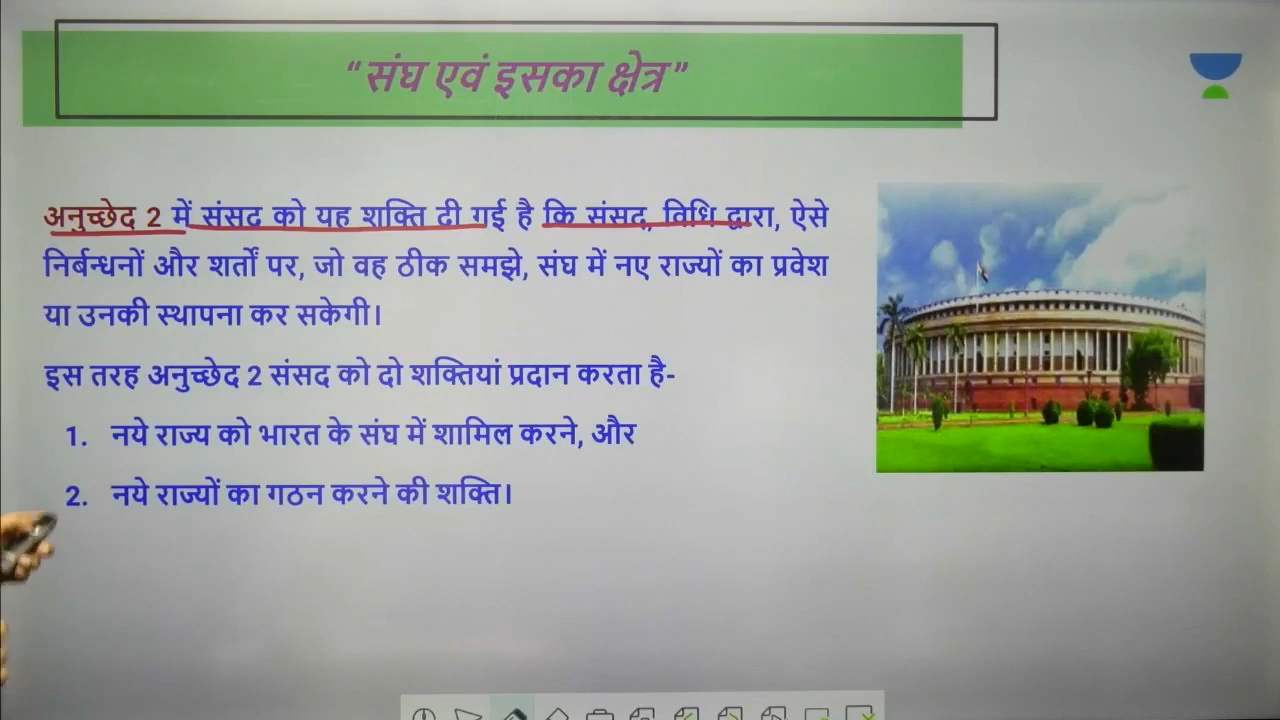 “संघ एवं इसका क्षेत्र”
अनुच्छेद 2 में संसद को यह शक्ति दी गई है कि संसद, विधि द्वारा, ऐसे
निर्बन्धनों और शर्तों पर, जो वह ठीक समझे, संघ में नए राज्यों का प्रवेश
या उनकी स्थापना कर सकेगी।
इस तरह अनुच्छेद 2 संसद को दो शक्तियां प्रदान करता है-
1. नये राज्य को भारत के संघ में शामिल करने, और
2. नये राज्यों का गठन करने की शक्ति।